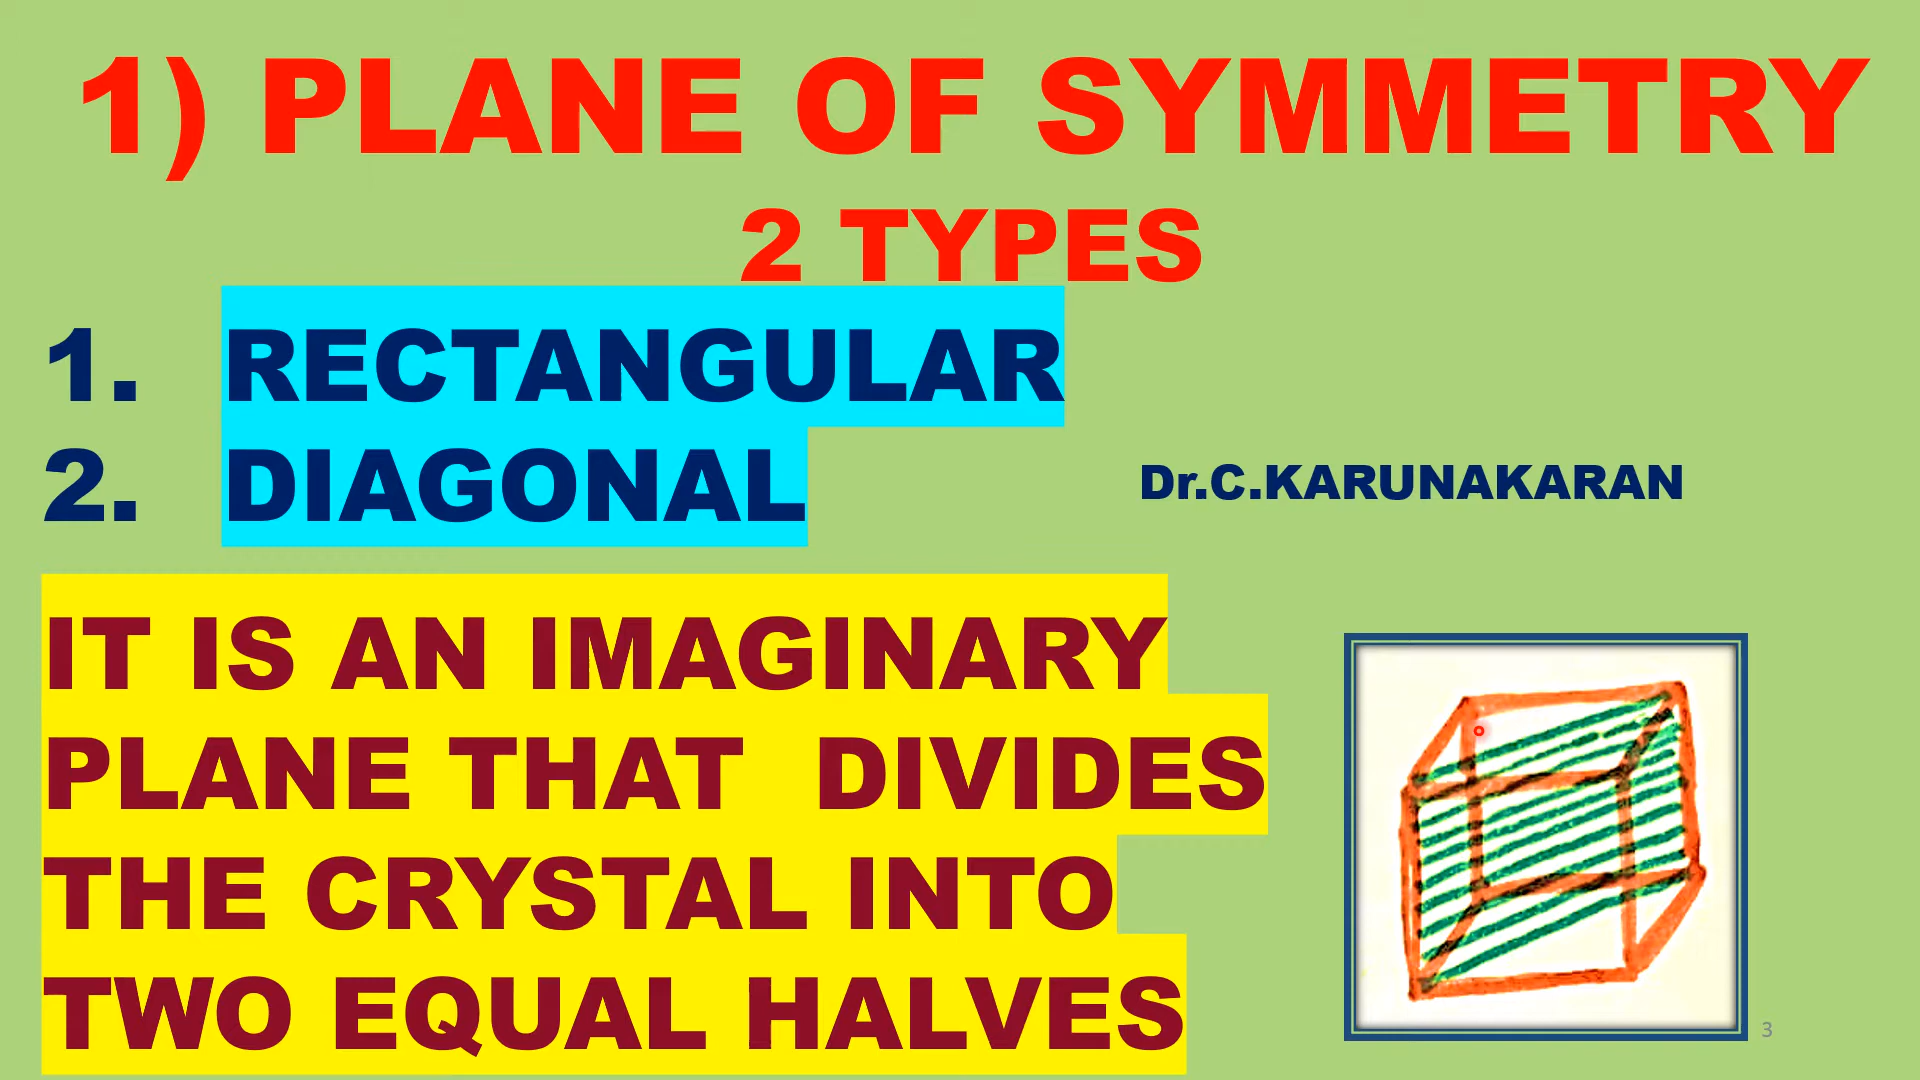 1) PLANE OF SYMMETRY
2 TYPES
1. RECTANGULAR
2. DIAGONAL
Dr.C.KARUNAKARAN
IT IS AN IMAGINARY
PLANE THAT DIVIDES
THE CRYSTAL INTO
TWO EQUAL HALVES
3